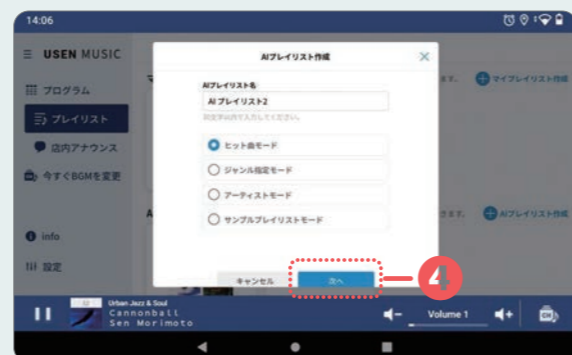 14:06
USEN MUSIC
プログラム
プレイリスト
店内アナウンス
今すぐBGMを変更
info
設定
ます。
マイプレイリスト作成
AIプレイリスト作成
AIプレイリスト作成
AIプレイリスト名
AI プレイリスト2
ヒット曲モード
ジャンル指定モード
アーティストモード
サンプルプレイリストモード
キャンセル
次へ
4
Urban Jazz & Soul
Cannonball
Sen Morimoto
Volume 1
CH